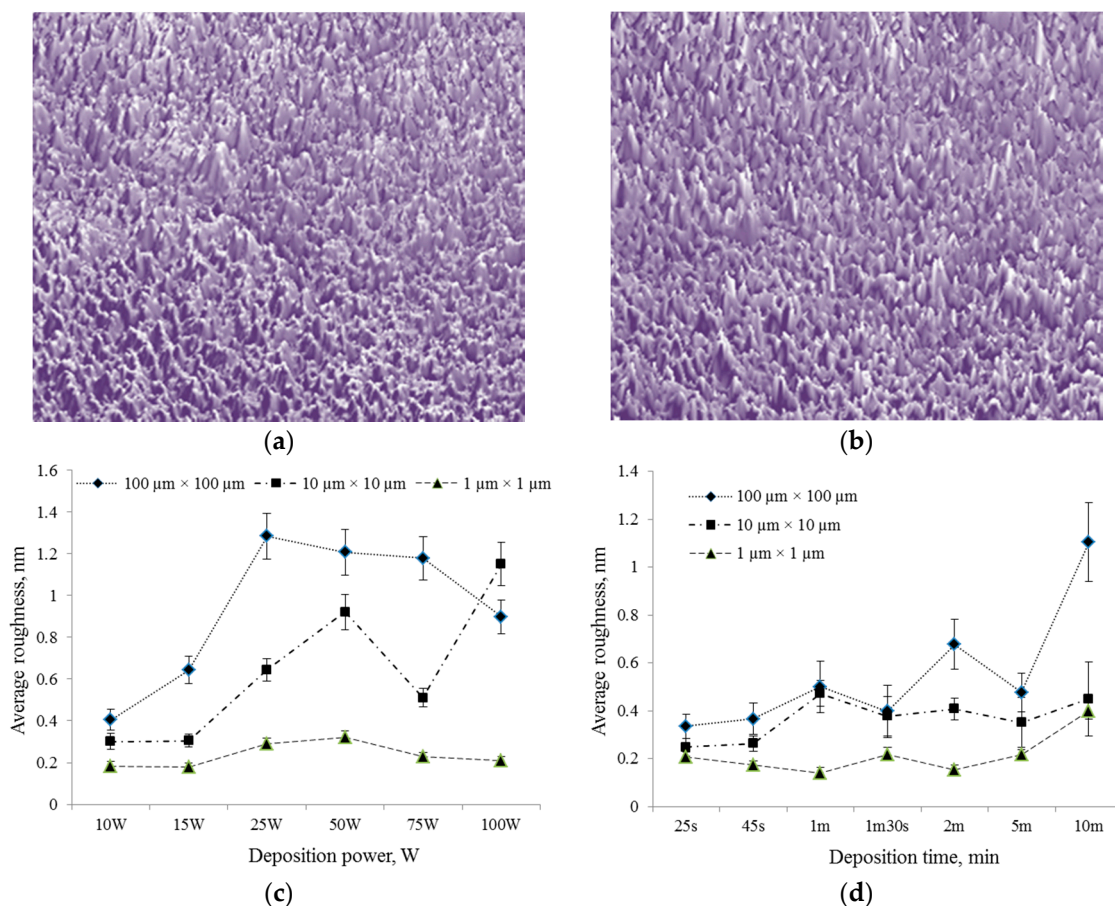 (a)
(b)
1.6
1.4
1.2
1
0.8
0.6
0.4
0.2
0
Average roughness, nm
100 µm × 100 µm 10 µm × 10 µm 1 µm × 1 µm
10W 15W 25W 50W 75W 100W
Deposition power, W
(c)
1.4
1.2
1
0.8
0.6
0.4
0.2
0
Average roughness, nm
100 µm × 100 µm
10 µm × 10 µm
1 µm × 1 µm
25s 45s 1m 1m30s 2m 5m 10m
Deposition time, min
(d)